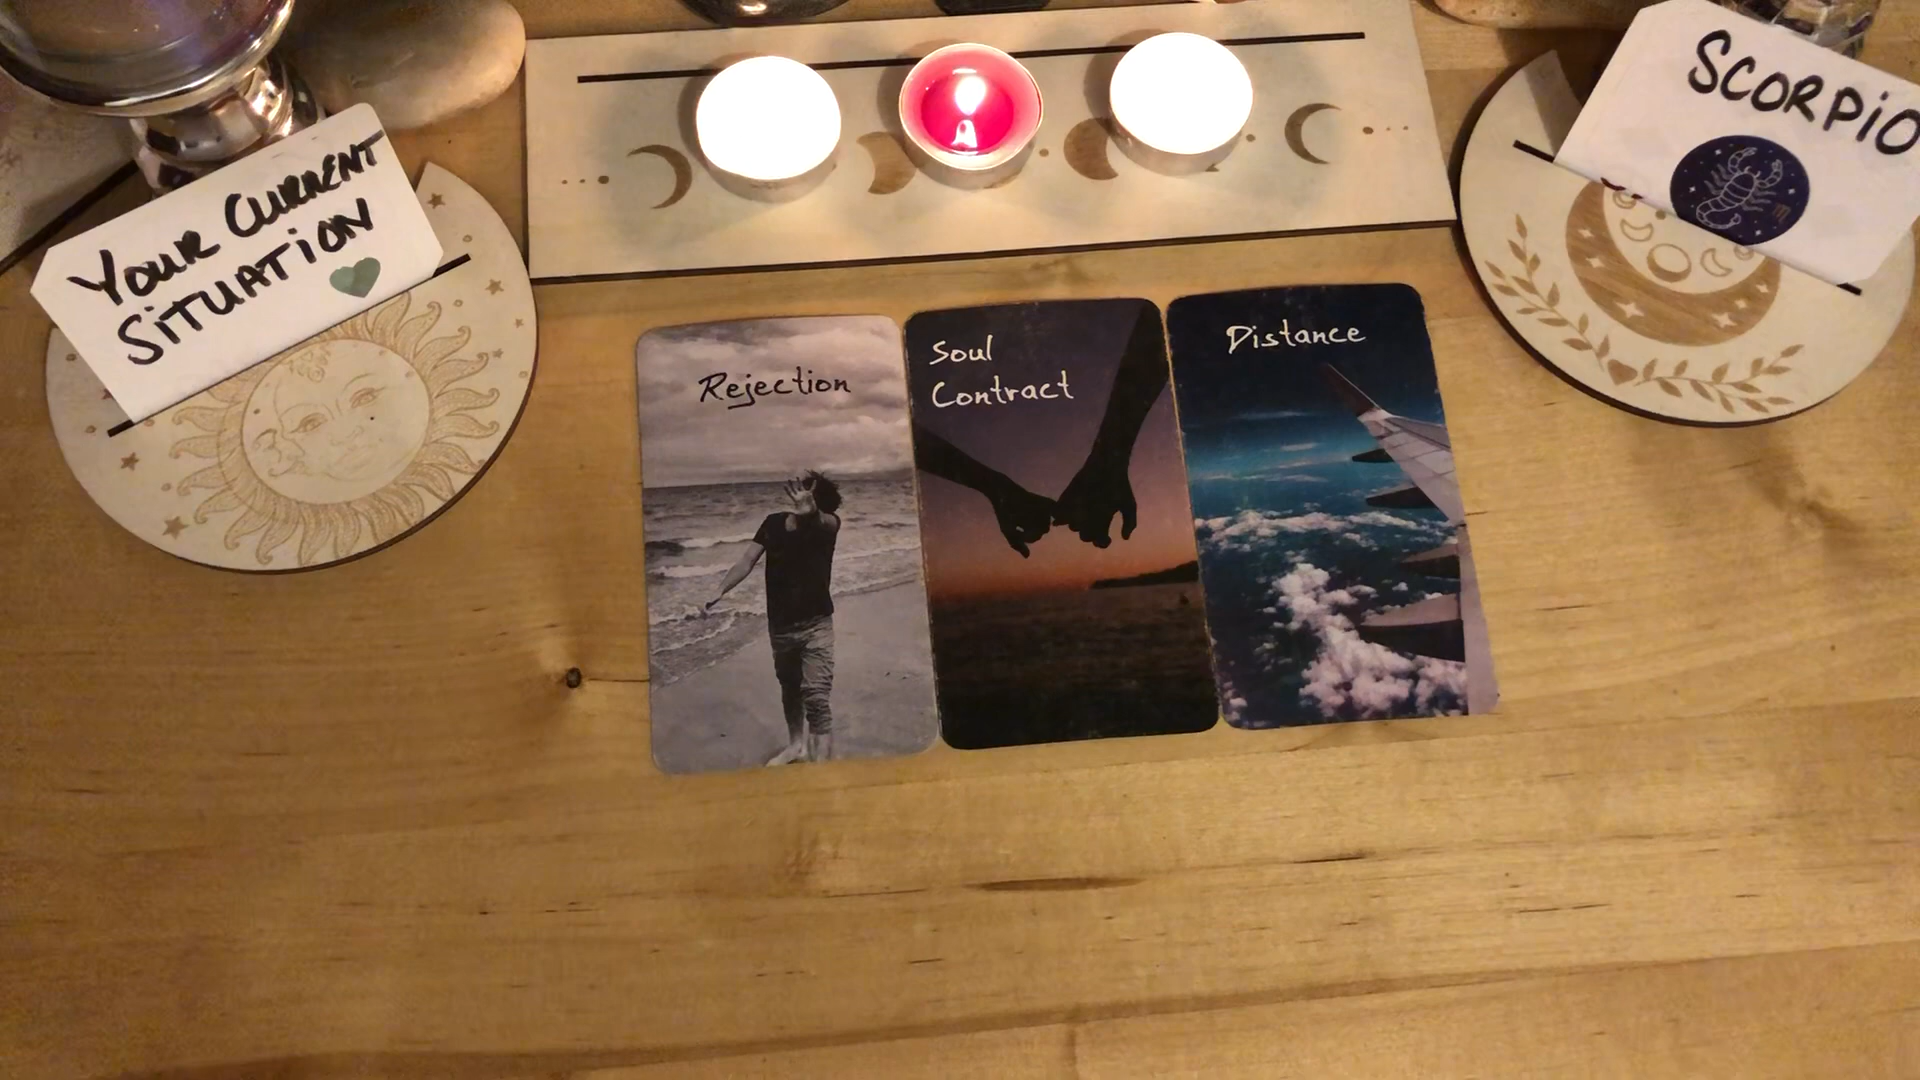 YOUR CURRENT
SITUATION
SCORPIO
Rejection
Soul
Contract
Distance